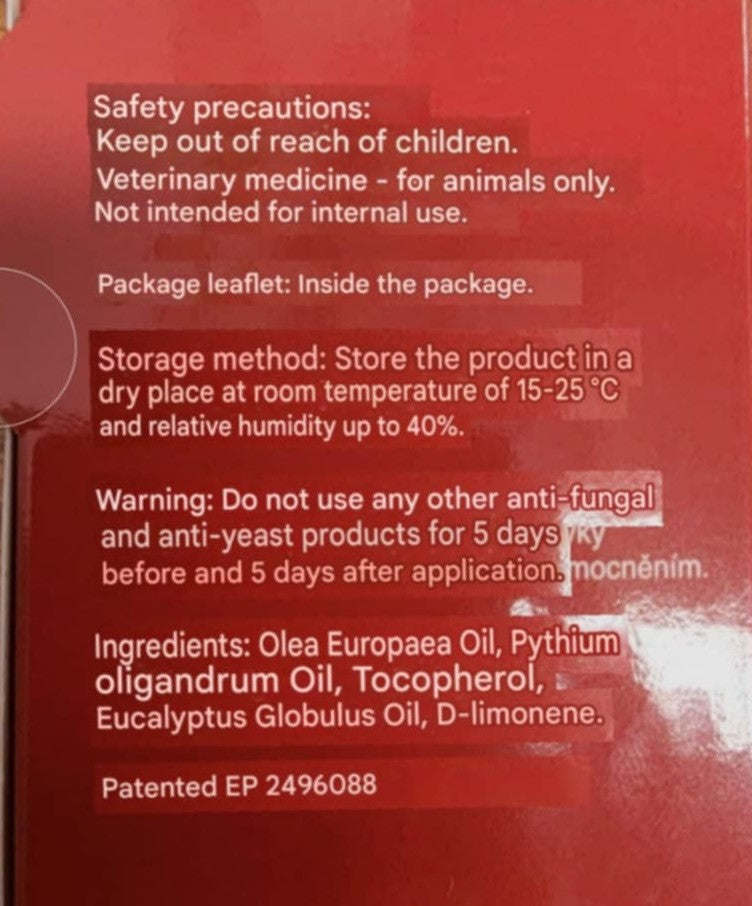 Safety precautions:
Keep out of reach of children.
Veterinary medicine - for animals only.
Not intended for internal use.
Package leaflet: Inside the package.
Storage method: Store the product in a
dry place at room temperature of 15-25 °C
and relative humidity up to 40%.
Warning: Do not use any other anti-fungal
and anti-yeast products for 5 days
before and 5 days after application. mocněním.
Ingredients: Olea Europaea Oil, Pythium
oligandrum Oil, Tocopherol,
Eucalyptus Globulus Oil, D-limonene.
Patented EP 2496088